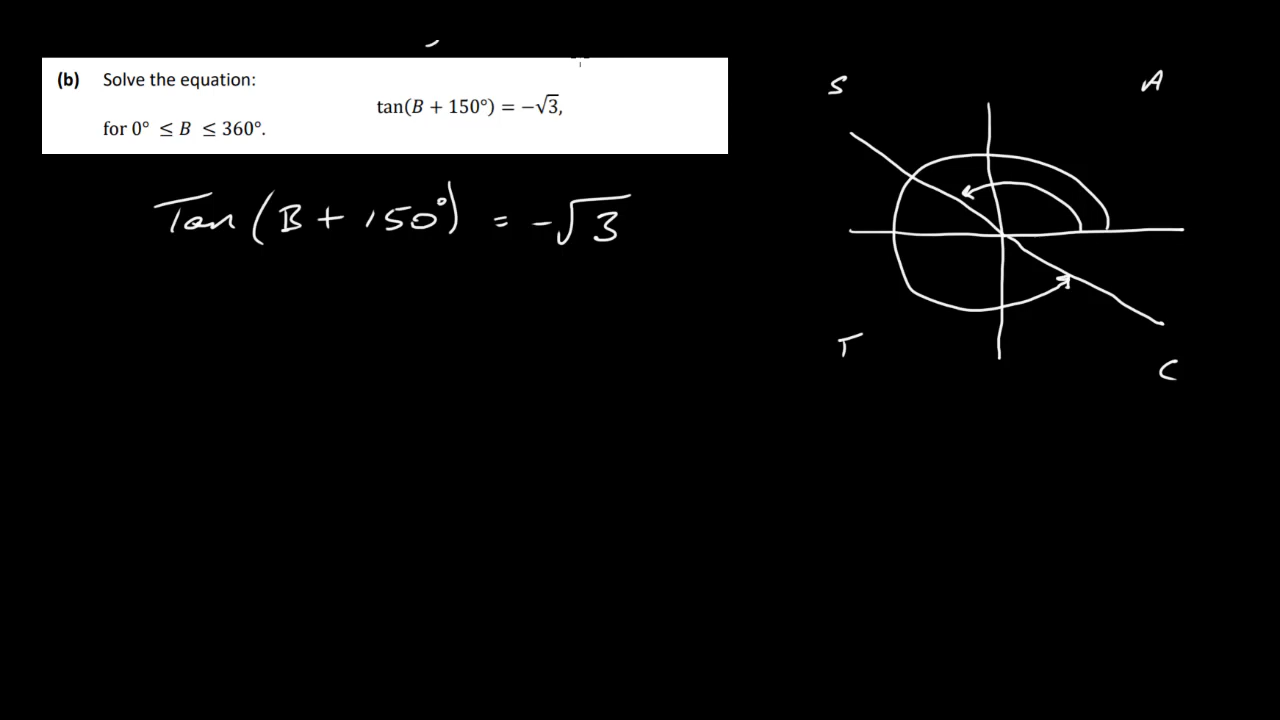 (b) Solve the equation:
tan(B + 150°) = −√3,
for 0° ≤ B ≤ 360°.
Tan (B + 150°) = -√3
S
A
T
C